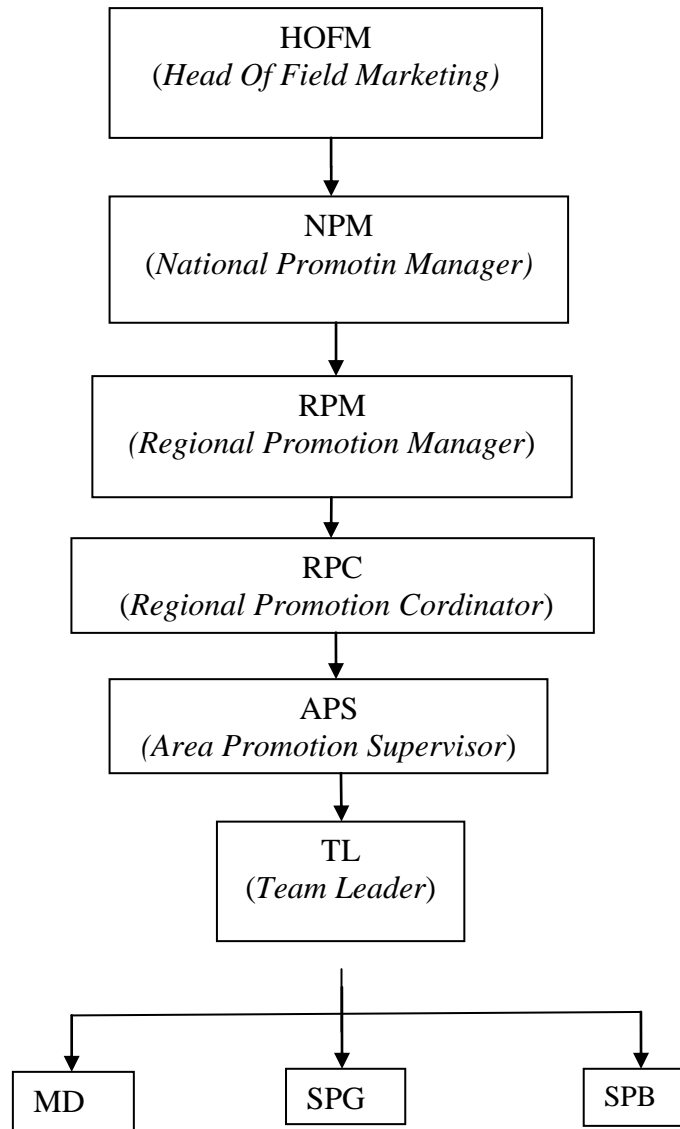 HOFM
(Head Of Field Marketing)
NPM
(National Promotin Manager)
RPM
(Regional Promotion Manager)
RPC
(Regional Promotion Cordinator)
APS
(Area Promotion Supervisor)
TL
(Team Leader)
MD SPG SPB